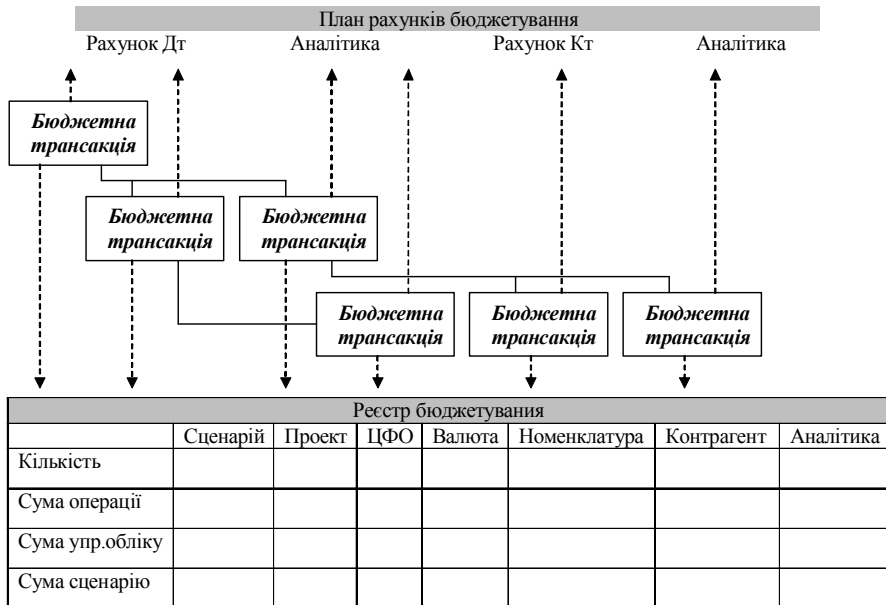 План рахунків бюджетування
Рахунок Дт Аналітика Рахунок Кт Аналітика
Бюджетна
трансакція
Бюджетна Бюджетна
трансакція трансакція
Бюджетна Бюджетна Бюджетна
трансакція трансакція трансакція
Реєстр бюджетування
Сценарій Проект ЦФО Валюта Номенклатура Контрагент Аналітика
Кількість
Сума операції
Сума упр.обліку
Сума сценарію